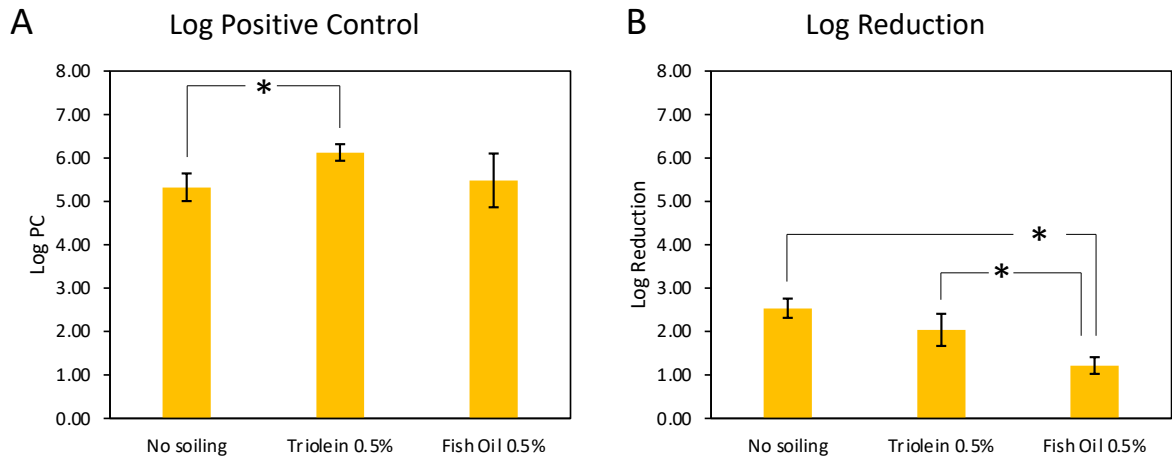 A
Log Positive Control
8.00
7.00
6.00
5.00
4.00
3.00
2.00
1.00
0.00
Log PC
*
No soiling
Triolein 0.5%
Fish Oil 0.5%
B
Log Reduction
8.00
7.00
6.00
5.00
4.00
3.00
2.00
1.00
0.00
Log Reduction
*
*
No soiling
Triolein 0.5%
Fish Oil 0.5%